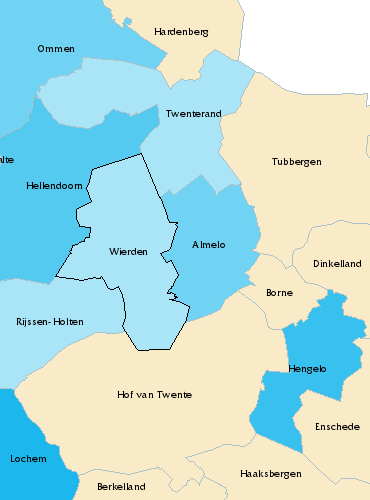 Hardenberg
Ommen
Twenterand
alte
Tubbergen
Hellendoorn
Almelo
Wierden
Dinkelland
Borne
Rijssen-Holten
Hengelo
Hof van Twente
Enschede
Lochem
Haaksbergen
Berkelland